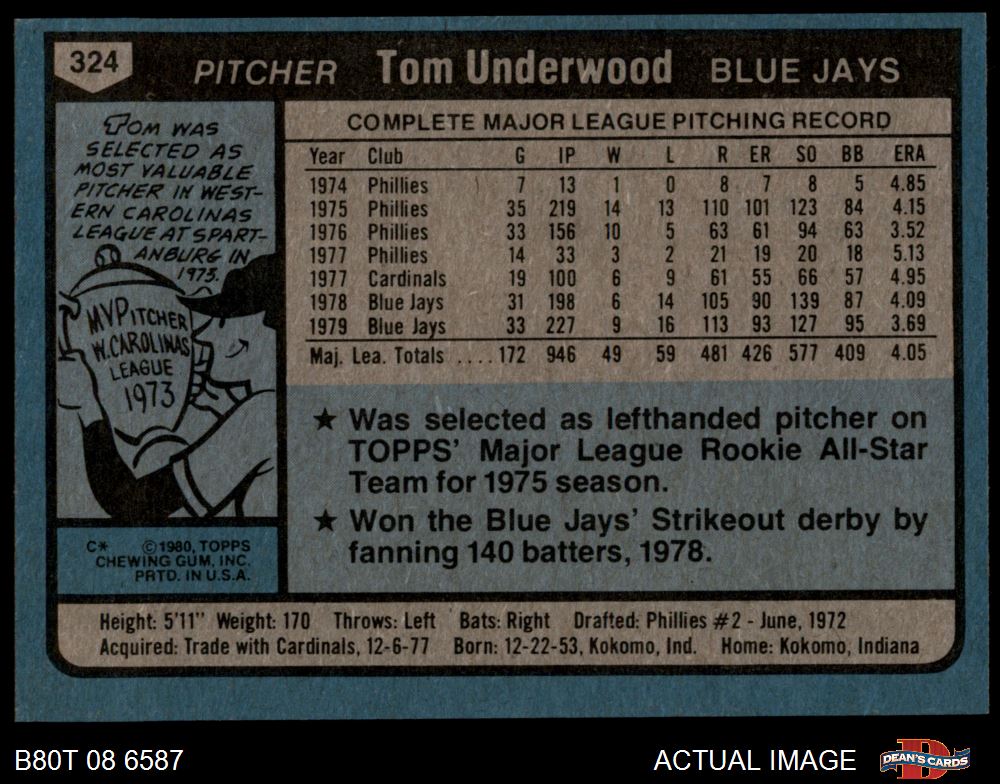 324
PITCHER Tom Underwood BLUE JAYS
TOM WAS
SELECTED AS
MOST VALUABLE
PITCHER IN WEST-
ERN CAROLINAS
LEAGUE AT SPART-
ANBURG IN
1973.
MVPITCHER
W.CAROLINAS
LEAGUE
1973
COMPLETE MAJOR LEAGUE PITCHING RECORD
Year Club G IP W L R ER SO BB ERA
1974 Phillies 7 13 1 0 8 7 8 5 4.85
1975 Phillies 35 219 14 13 110 101 123 84 4.15
1976 Phillies 33 156 10 5 63 61 94 63 3.52
1977 Phillies 14 33 3 2 21 19 20 18 5.13
1977 Cardinals 19 100 6 9 61 55 66 57 4.95
1978 Blue Jays 31 198 6 14 105 90 139 87 4.09
1979 Blue Jays 33 227 9 16 113 93 127 95 3.69
Maj. Lea. Totals .... 172 946 49 59 481 426 577 409 4.05
★ Was selected as lefthanded pitcher on
TOPPS' Major League Rookie All-Star
Team for 1975 season.
★ Won the Blue Jays' Strikeout derby by
fanning 140 batters, 1978.
C* ©1980, TOPPS
CHEWING GUM, INC.
PRTD. IN U.S.A.
Height: 5'11" Weight: 170 Throws: Left Bats: Right Drafted: Phillies #2 - June, 1972
Acquired: Trade with Cardinals, 12-6-77 Born: 12-22-53, Kokomo, Ind. Home: Kokomo, Indiana
B80T 08 6587
ACTUAL IMAGE
DEAN'S CARDS